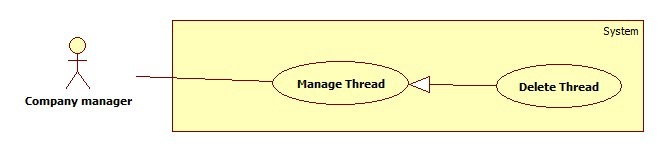 System
Company manager
Manage Thread
Delete Thread